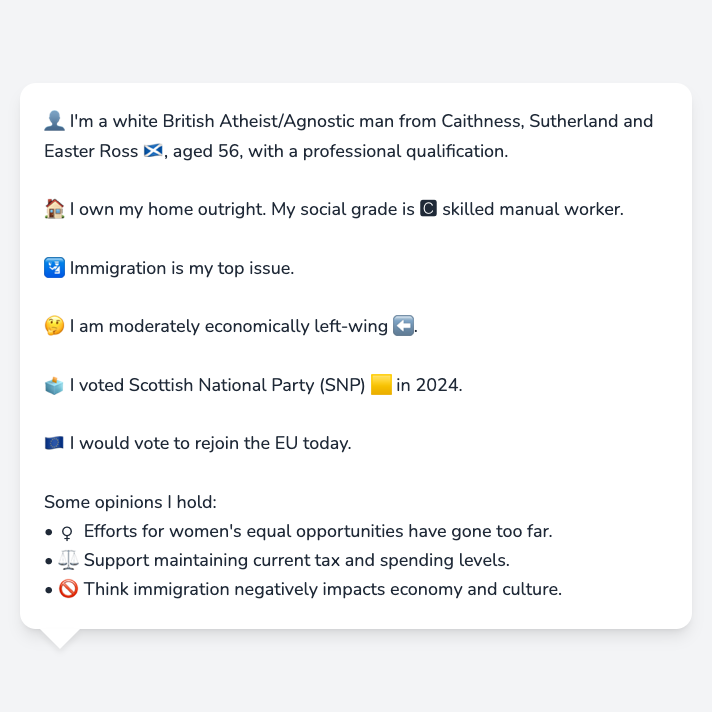 👤 I'm a white British Atheist/Agnostic man from Caithness, Sutherland and
Easter Ross 🏴󠁧󠁢󠁳󠁣󠁴󠁿, aged 56, with a professional qualification.
🏠 I own my home outright. My social grade is 🅲 skilled manual worker.
🛂 Immigration is my top issue.
🤔 I am moderately economically left-wing ⬅️.
🗳️ I voted Scottish National Party (SNP) 🟨 in 2024.
🇪🇺 I would vote to rejoin the EU today.
Some opinions I hold:
• ♀️ Efforts for women's equal opportunities have gone too far.
• ⚖️ Support maintaining current tax and spending levels.
• 🚫 Think immigration negatively impacts economy and culture.